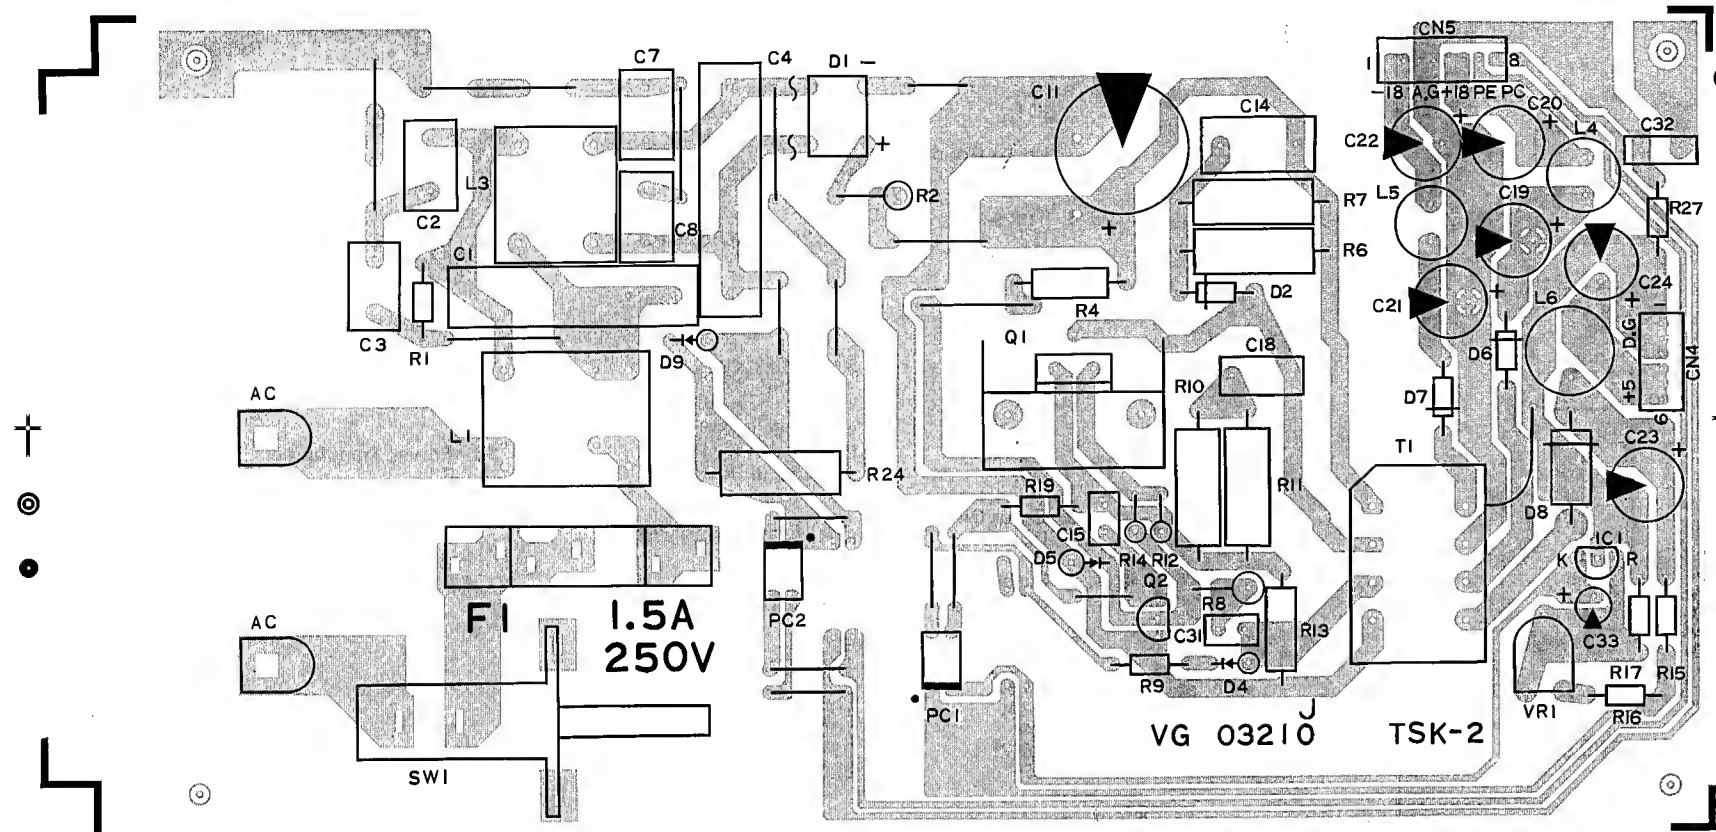 CN5
1 8
-18 A.G +18 PE PC
C7 C4 D1 -
+
C11 C14 C20 L4 C32
+ +
C22
C2 L3 C8 R2 R7 L5 C19 R27
+ +
C1 R6 C24
C3 R1 D9 R4 D2 C21 + L6 + -
Q1 C18 D6 D.G CN4
AC R10 D7 +5 6
L1 R24 T1 C23 +
R19 R11 D8
C15 R14 R12 D5 IC1
K R
F1 1.5A
250V
PC2 Q2 R8 + C33
C31 R13
AC R9 D4 R17 R15
PC1 VR1 R16
J
VG 03210 TSK-2
SW1